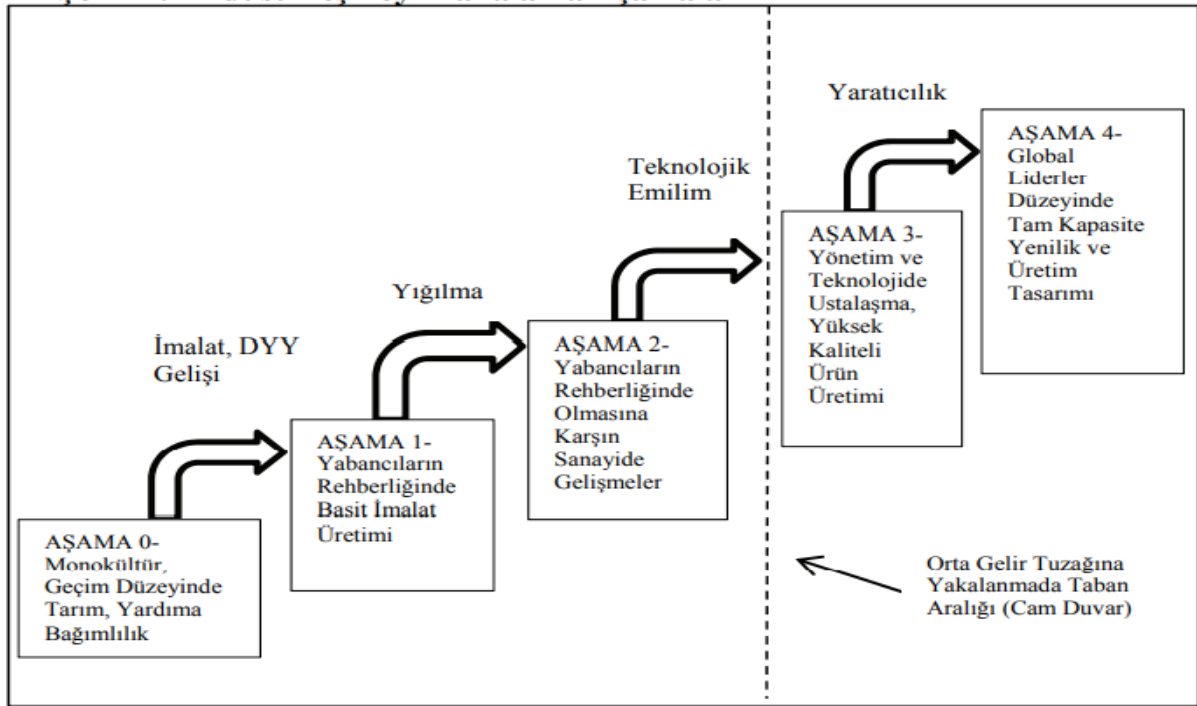 Yaratıcılık
AŞAMA 4-
Global
Liderler
Düzeyinde
Tam Kapasite
Yenilik ve
Üretim
Tasarımı
Teknolojik
Emilim
AŞAMA 3-
Yönetim ve
Teknolojide
Ustalaşma,
Yüksek
Kaliteli
Ürün
Üretimi
Yığılma
AŞAMA 2-
Yabancıların
Rehberliğinde
Olmasına
Karşın
Sanayide
Gelişmeler
İmalat, DYY
Gelişi
AŞAMA 1-
Yabancıların
Rehberliğinde
Basit İmalat
Üretimi
AŞAMA 0-
Monokültür,
Geçim Düzeyinde
Tarım, Yardıma
Bağımlılık
Orta Gelir Tuzağına
Yakalanmada Taban
Aralığı (Cam Duvar)